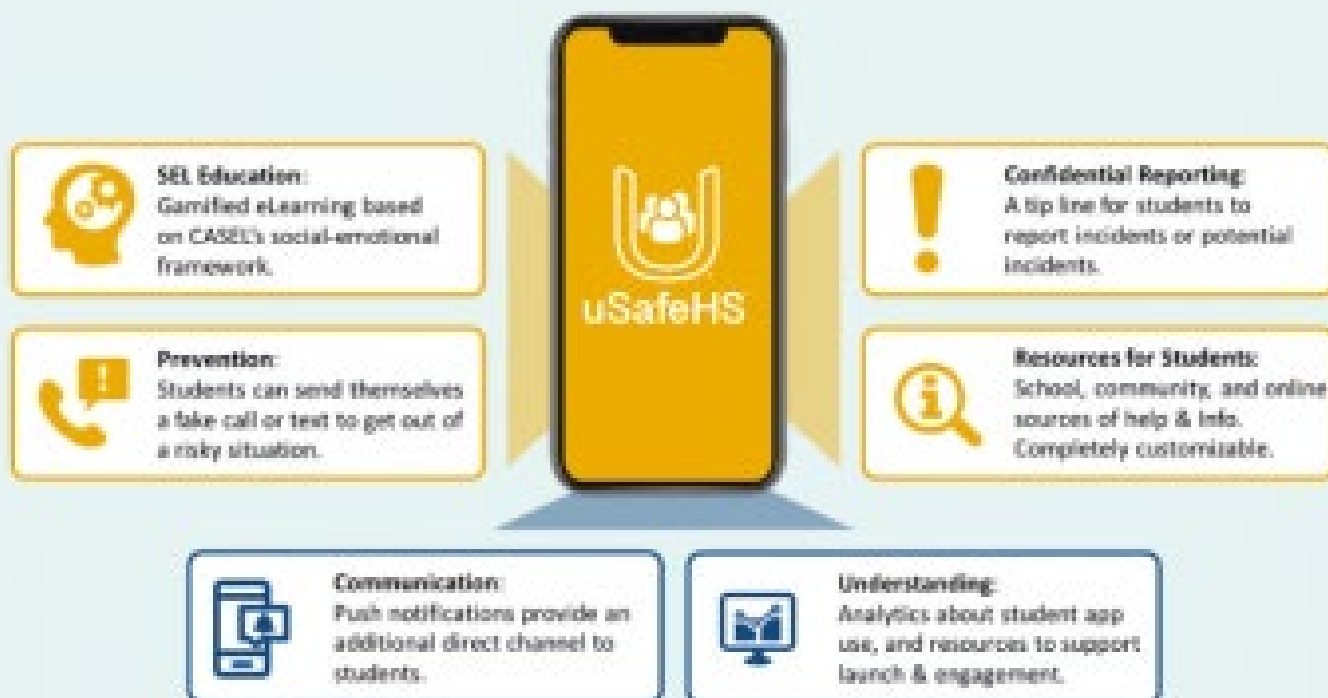 SEL Education:
Gamified eLearning based
on CASEL's social-emotional
framework.
Prevention:
Students can send themselves
a fake call or text to get out of
a risky situation.
uSafeHS
Confidential Reporting:
A tip line for students to
report incidents or potential
incidents.
Resources for Students:
School, community, and online
sources of help & info.
Completely customizable.
Communication:
Push notifications provide an
additional direct channel to
students.
Understanding:
Analytics about student app
use, and resources to support
launch & engagement.